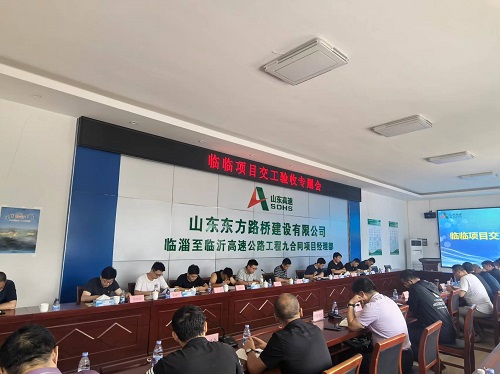 临临项目交工验收专题会
山东高速
SDHS
山东东方路桥建设有限公司
临淄至临沂高速公路工程九合同项目经理部
临临项目交